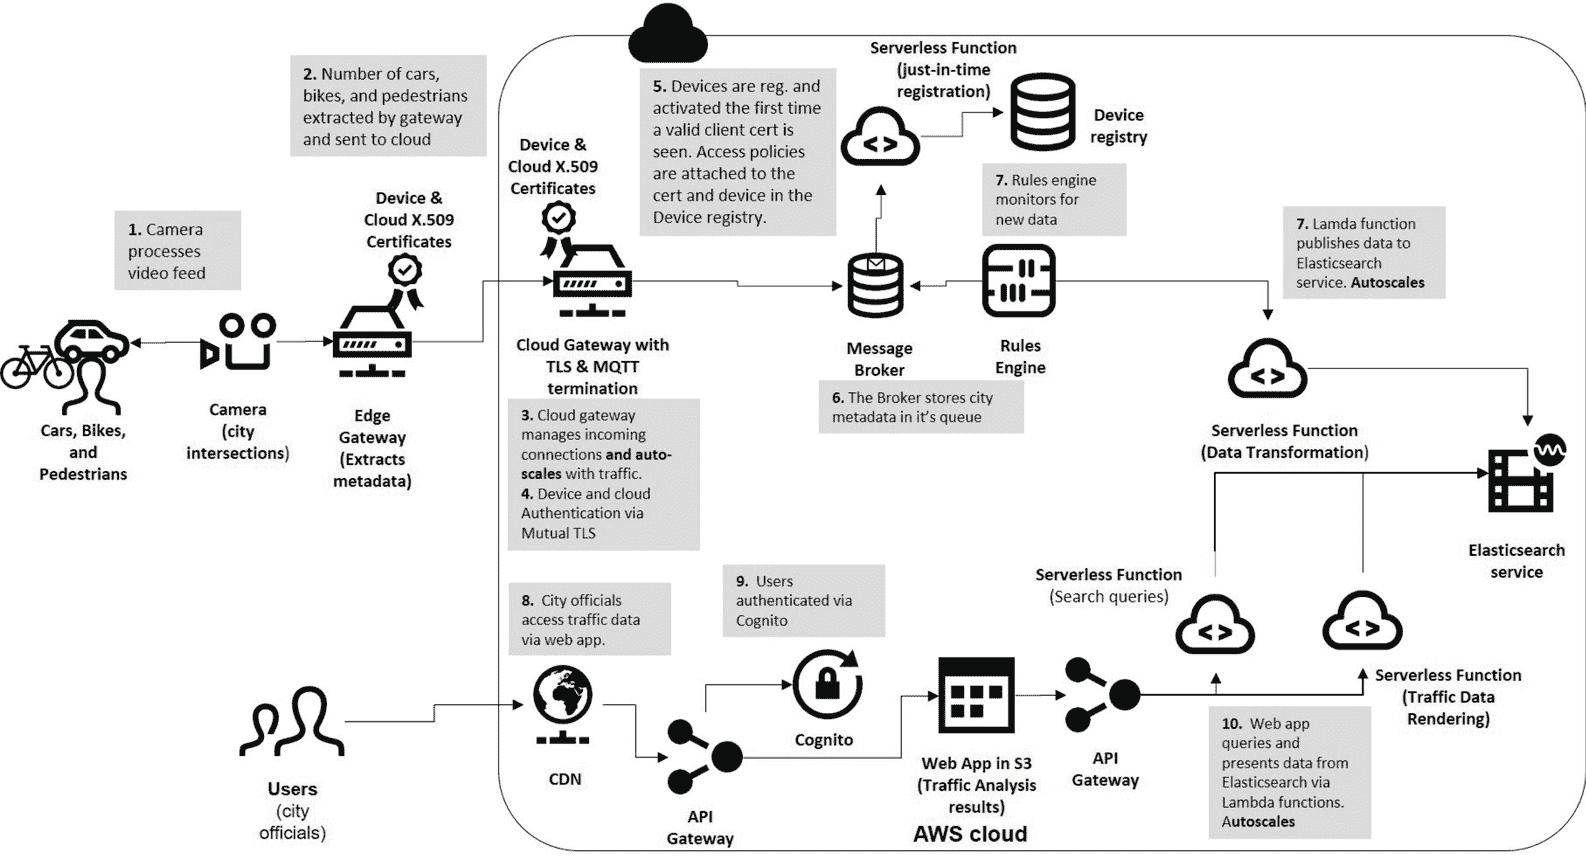 1. Camera
processes
video feed
2. Number of cars,
bikes, and pedestrians
extracted by gateway
and sent to cloud
Device &
Cloud X.509
Certificates
Cars, Bikes,
and
Pedestrians
Camera
(city
intersections)
Edge
Gateway
(Extracts
metadata)
Device &
Cloud X.509
Certificates
Cloud Gateway with
TLS & MQTT
termination
3. Cloud gateway
manages incoming
connections and auto-
scales with traffic.
4. Device and cloud
Authentication via
Mutual TLS
5. Devices are reg. and
activated the first time
a valid client cert is
seen. Access policies
are attached to the
cert and device in the
Device registry.
Serverless Function
(just-in-time
registration)
Device
registry
Message
Broker
6. The Broker stores city
metadata in it's queue
7. Rules engine
monitors for
new data
Rules
Engine
7. Lamda function
publishes data to
Elasticsearch
service. Autoscales
Serverless Function
(Data Transformation)
Elasticsearch
service
Users
(city
officials)
8. City officials
access traffic data
via web app.
CDN
API
Gateway
9. Users
authenticated via
Cognito
Cognito
Web App in S3
(Traffic Analysis
results)
API
Gateway
Serverless Function
(Search queries)
Serverless Function
(Traffic Data
Rendering)
10. Web app
queries and
presents data from
Elasticsearch via
Lambda functions.
Autoscales
AWS cloud